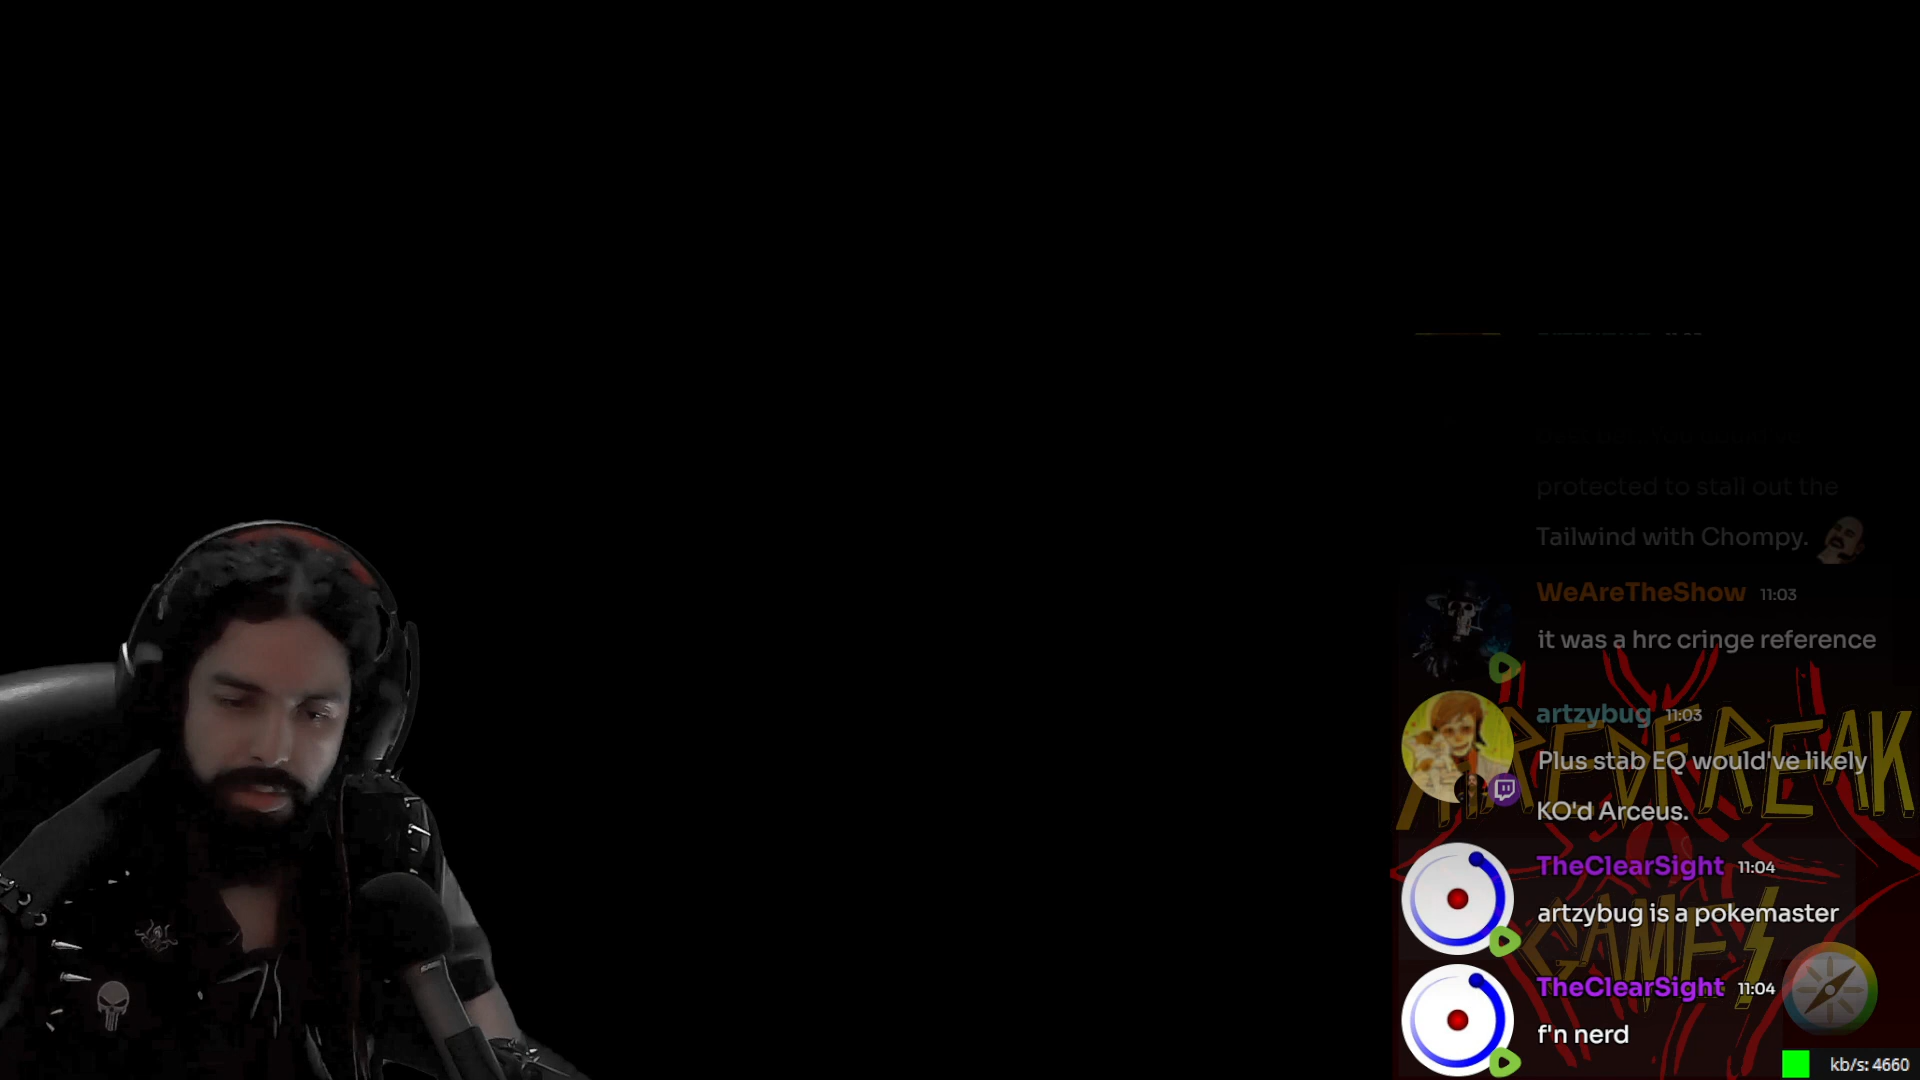 protected to stall out the
Tailwind with Chompy.
WeAreTheShow 11:03
it was a hrc cringe reference
artzybug 11:03
Plus stab EQ would've likely
KO'd Arceus.
TheClearSight 11:04
artzybug is a pokemaster
TheClearSight 11:04
f'n nerd
REDFREAK
GAMES
kb/s: 4660